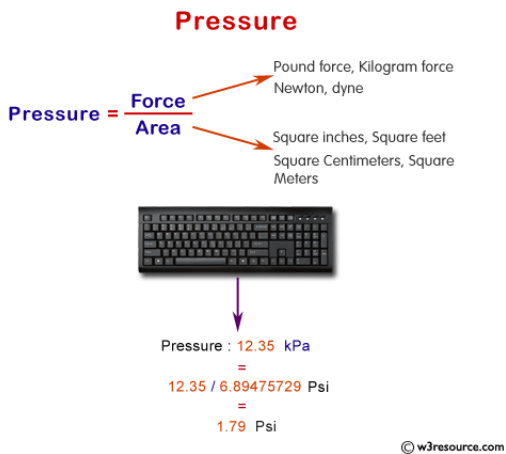 Pressure
Pound force, Kilogram force
Newton, dyne
Pressure = Force
Area
Square inches, Square feet
Square Centimeters, Square
Meters
Pressure : 12.35 kPa
=
12.35 / 6.89475729 Psi
=
1.79 Psi
© w3resource.com